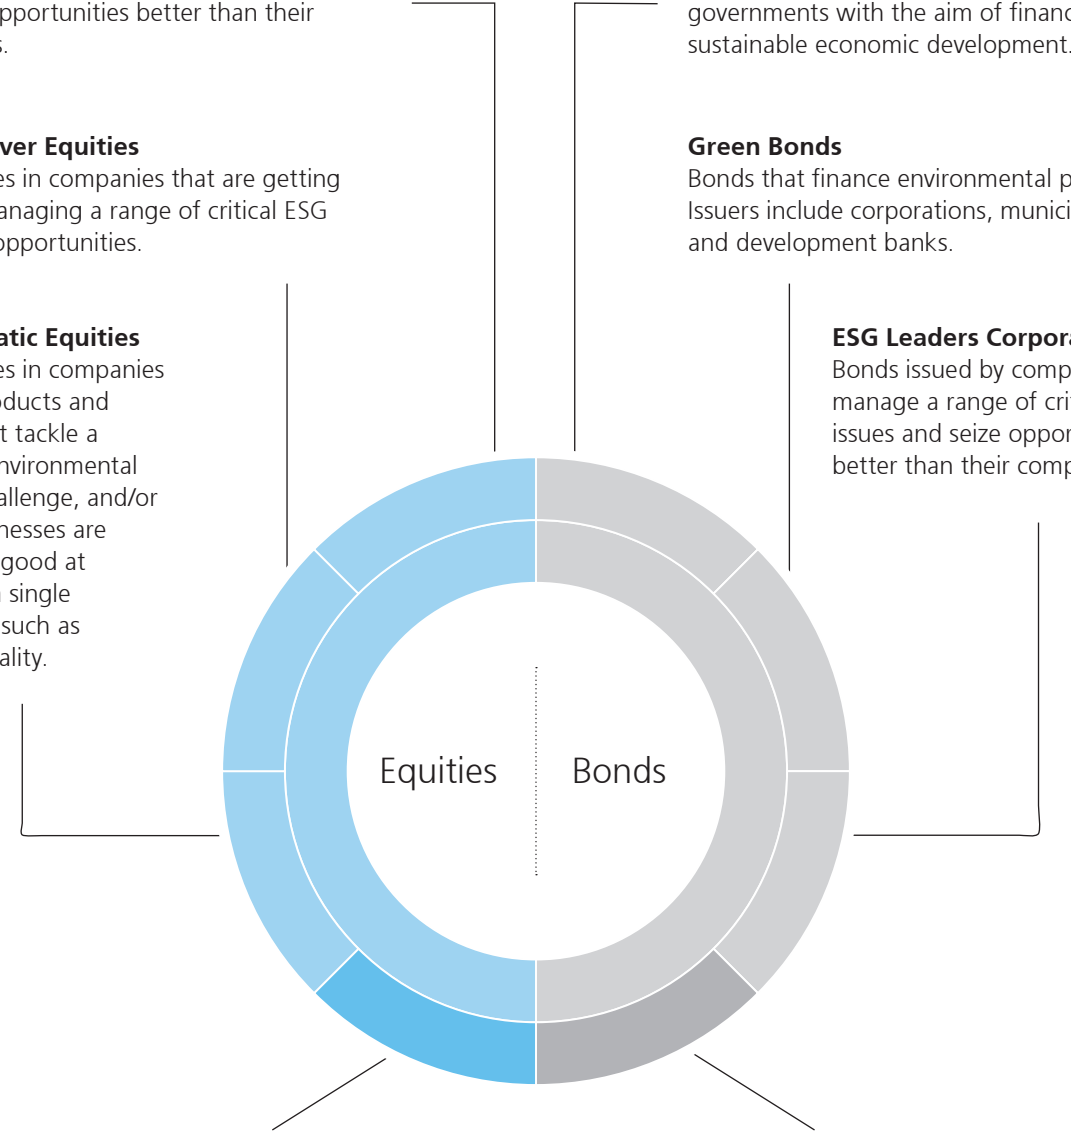 pportunities better than their
s.
ver Equities
es in companies that are getting
anaging a range of critical ESG
opportunities.
atic Equities
es in companies
oducts and
t tackle a
nvironmental
allenge, and/or
nesses are
good at
single
such as
ality.
governments with the aim of financ
sustainable economic development.
Green Bonds
Bonds that finance environmental p
Issuers include corporations, munici
and development banks.
ESG Leaders Corpora
Bonds issued by comp
manage a range of cri
issues and seize oppor
better than their comp
Equities
Bonds